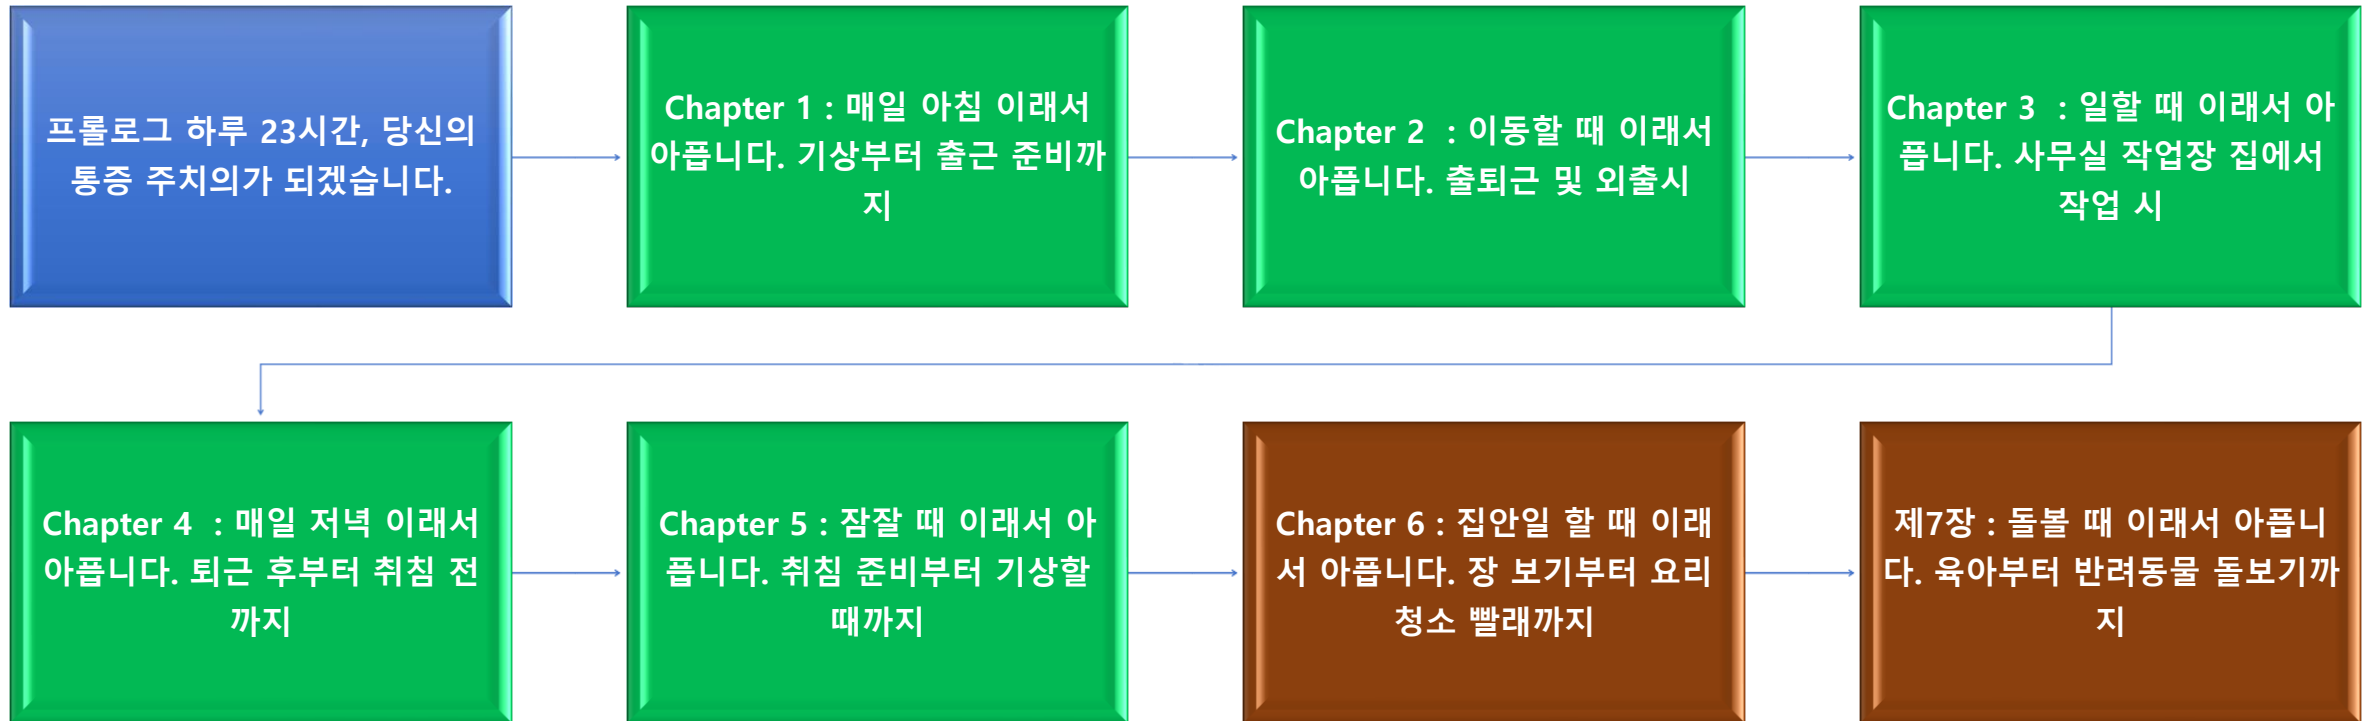 프롤로그 하루 23시간, 당신의
통증 주치의가 되겠습니다.
Chapter 1 : 매일 아침 이래서
아픕니다. 기상부터 출근 준비까
지
Chapter 2  : 이동할 때 이래서
아픕니다. 출퇴근 및 외출시
Chapter 3  : 일할 때 이래서 아
픕니다. 사무실 작업장 집에서
작업 시
Chapter 4  : 매일 저녁 이래서
아픕니다. 퇴근 후부터 취침 전
까지
Chapter 5 : 잠잘 때 이래서 아
픕니다. 취침 준비부터 기상할
때까지
Chapter 6 : 집안일 할 때 이래
서 아픕니다. 장 보기부터 요리
청소 빨래까지
제7장 : 돌볼 때 이래서 아픕니
다. 육아부터 반려동물 돌보기까
지